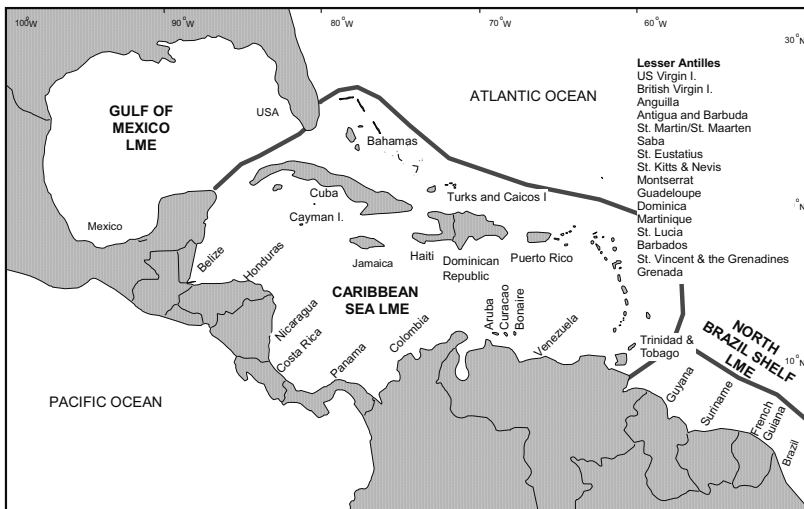 100°W
90°W
80°W
70°W
60°W
30°N
GULF OF
MEXICO
LME
USA
ATLANTIC OCEAN
Lesser Antilles
US Virgin I.
British Virgin I.
Anguilla
Antigua and Barbuda
St. Martin/St. Maarten
Saba
St. Eustatius
St. Kitts & Nevis
Montserrat
Guadeloupe
Dominica
Martinique
St. Lucia
Barbados
St. Vincent & the Grenadines
Grenada
Bahamas
Cuba
Turks and Caicos I
°N
Mexico
Cayman I.
Belize
Honduras
Jamaica
Haiti
Dominican
Republic
Puerto Rico
CARIBBEAN
SEA LME
Nicaragua
Costa Rica
Panama
Colombia
Aruba
Curacao
Bonaire
Venezuela
Trinidad &
Tobago
NORTH
BRAZIL SHELF
LME
10°N
PACIFIC OCEAN
Guyana
Suriname
French
Guiana
Brazil